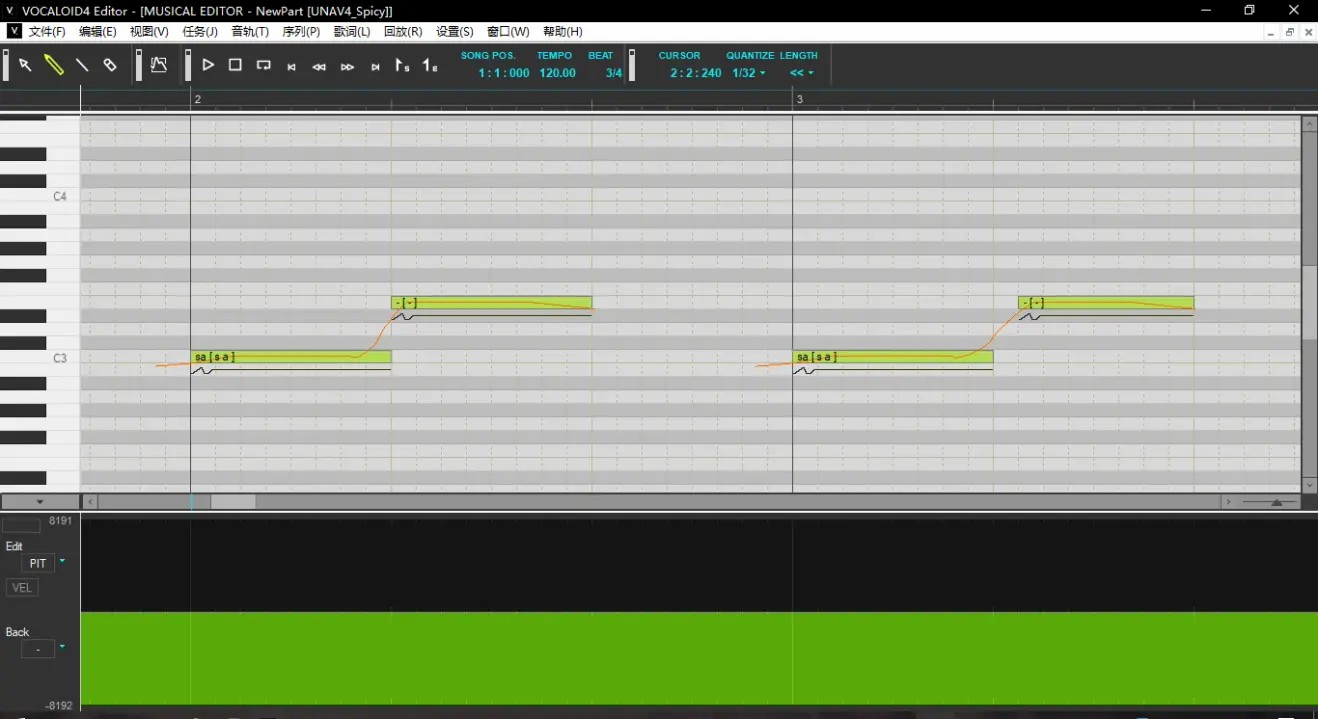 V VOCALOID4 Editor - [MUSICAL EDITOR - NewPart [UNAV4_Spicy]]
V 文件(F) 编辑(E) 视图(V) 任务(J) 音轨(T) 序列(P) 歌词(L) 回放(R) 设置(S) 窗口(W) 帮助(H)
SONG POS. TEMPO BEAT CURSOR QUANTIZE LENGTH
1:1:000 120.00 3/4 2:2:240 1/32 <<
2 3
C4
- [ - ] - [ - ]
C3 sa [ s a ] sa [ s a ]
8191
Edit
PIT
VEL
Back
-
-8192